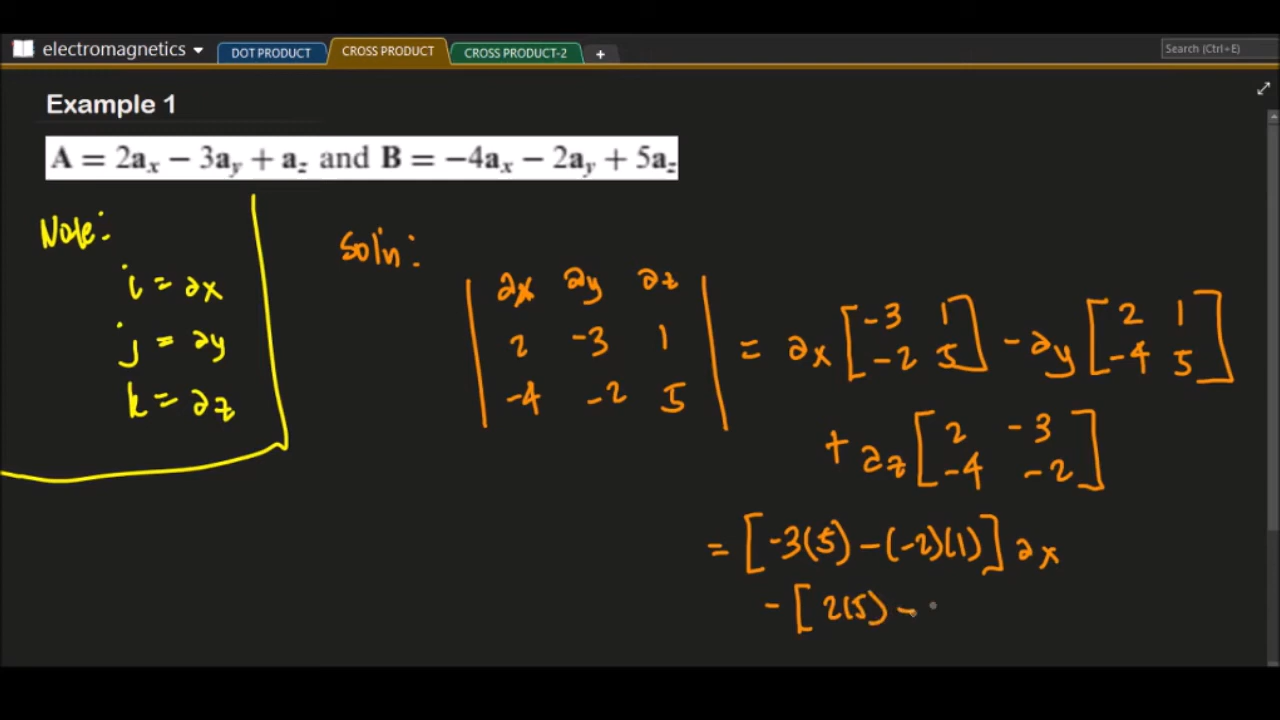 electromagnetics
DOT PRODUCT
CROSS PRODUCT
CROSS PRODUCT-2
+
Search (Ctrl+E)
Example 1
A = 2aₓ − 3a_y + a_z and B = −4aₓ − 2a_y + 5a_z
Note:
i = ax
j = ay
k = az
Sol'n:
| ax ay az |
| 2 -3 1 |
| -4 -2 5 |
= ax [-3 1; -2 5] - ay [2 1; -4 5]
+ az [2 -3; -4 -2]
= [-3(5) - (-2)(1)] ax
- [2(5) -